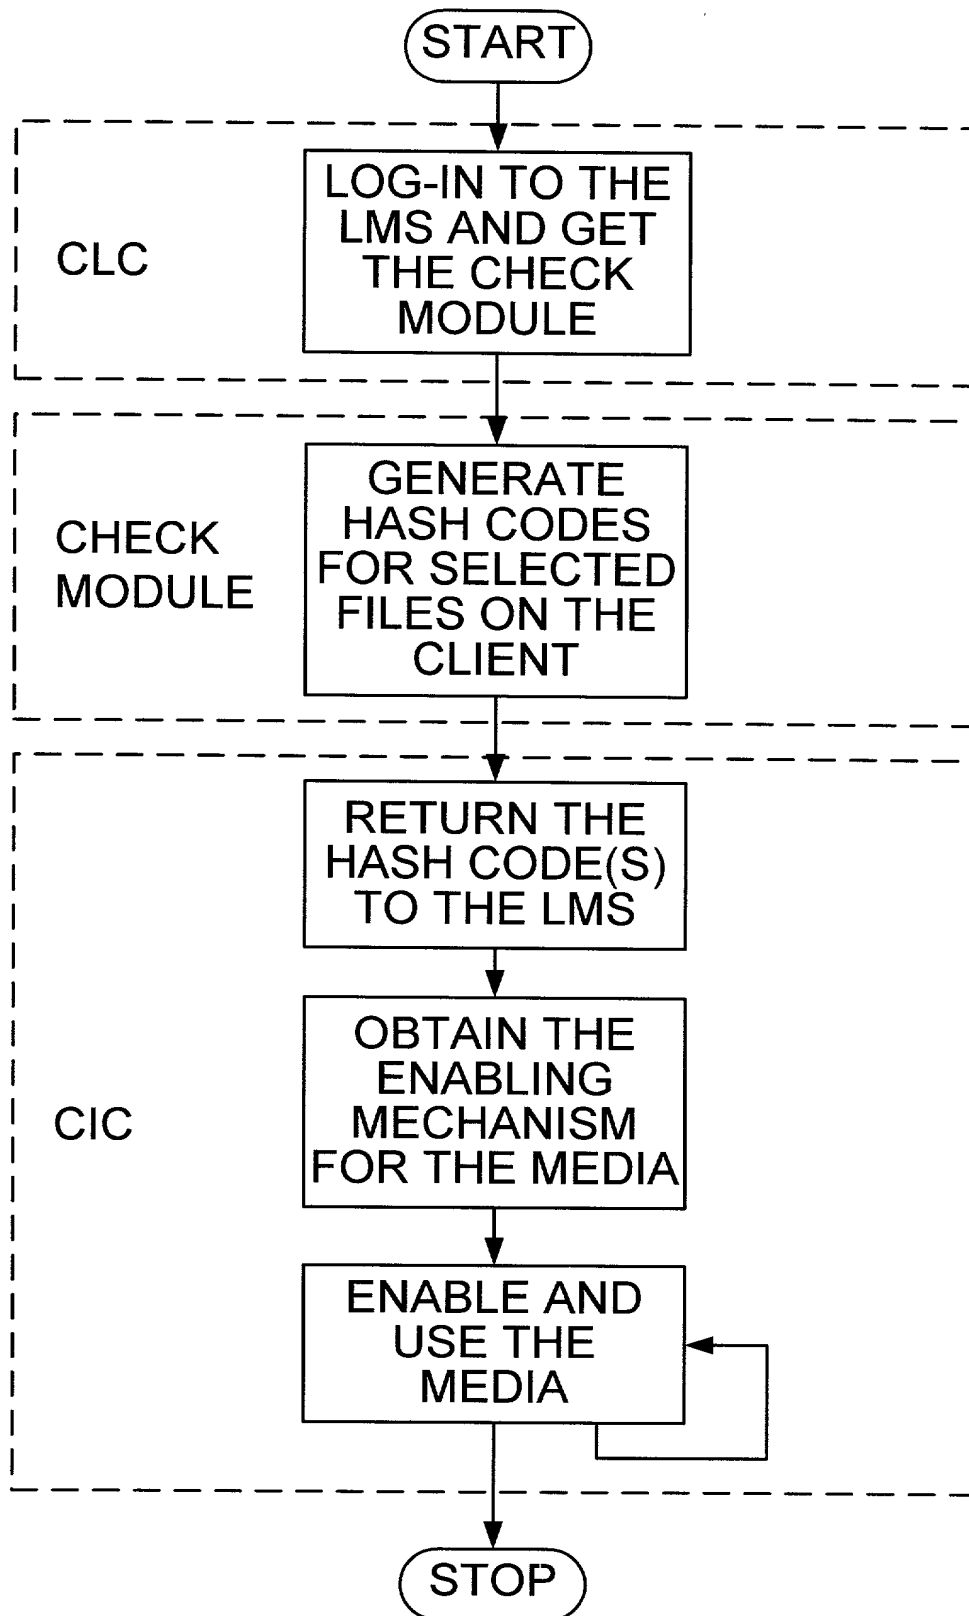 START
CLC
LOG-IN TO THE
LMS AND GET
THE CHECK
MODULE
CHECK
MODULE
GENERATE
HASH CODES
FOR SELECTED
FILES ON THE
CLIENT
CIC
RETURN THE
HASH CODE(S)
TO THE LMS
OBTAIN THE
ENABLING
MECHANISM
FOR THE MEDIA
ENABLE AND
USE THE
MEDIA
STOP